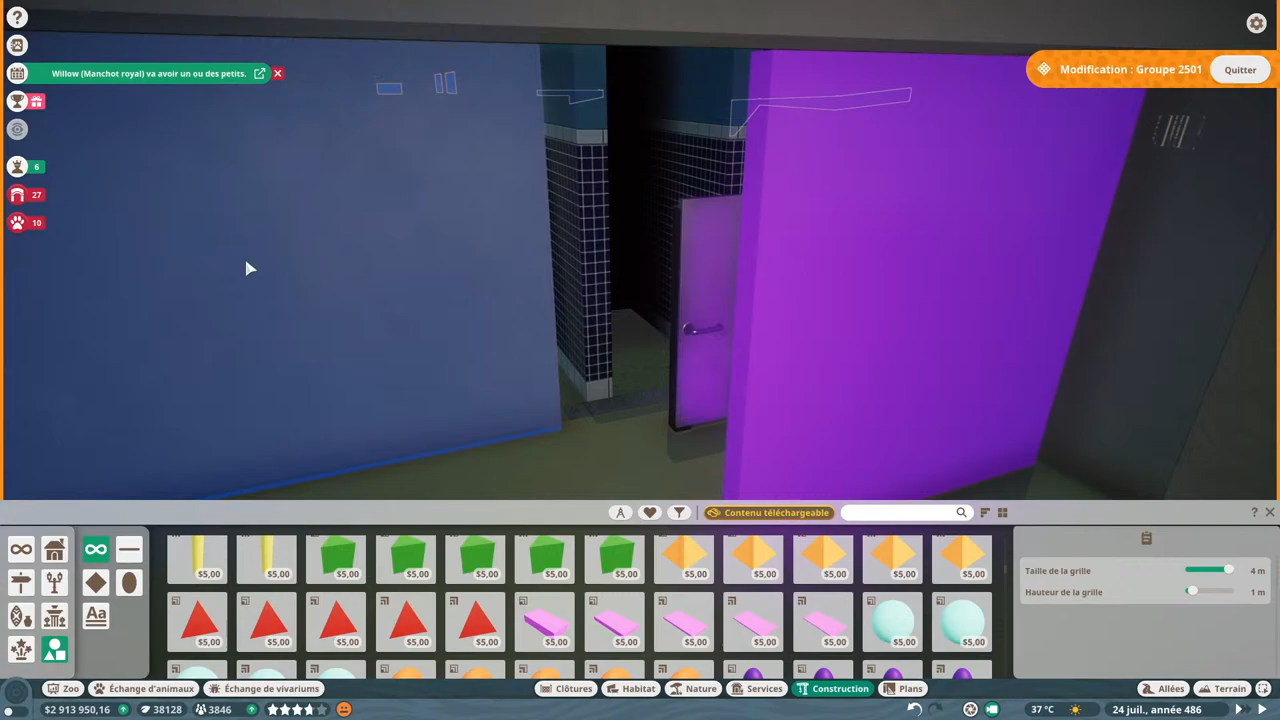 ?
Willow (Manchot royal) va avoir un ou des petits.
Modification : Groupe 2501
Quitter
6
27
10
Contenu téléchargeable
?
Aa
$5,00 $5,00 $5,00 $5,00 $5,00 $5,00 $5,00 $5,00 $5,00 $5,00 $5,00 $5,00
$5,00 $5,00 $5,00 $5,00 $5,00 $5,00 $5,00 $5,00 $5,00 $5,00 $5,00 $5,00
Taille de la grille 4 m
Hauteur de la grille 1 m
Zoo Échange d'animaux Échange de vivariums Clôtures Habitat Nature Services Construction Plans Allées Terrain
$2 913 950,16 38128 3846 37 °C 24 juil., année 486